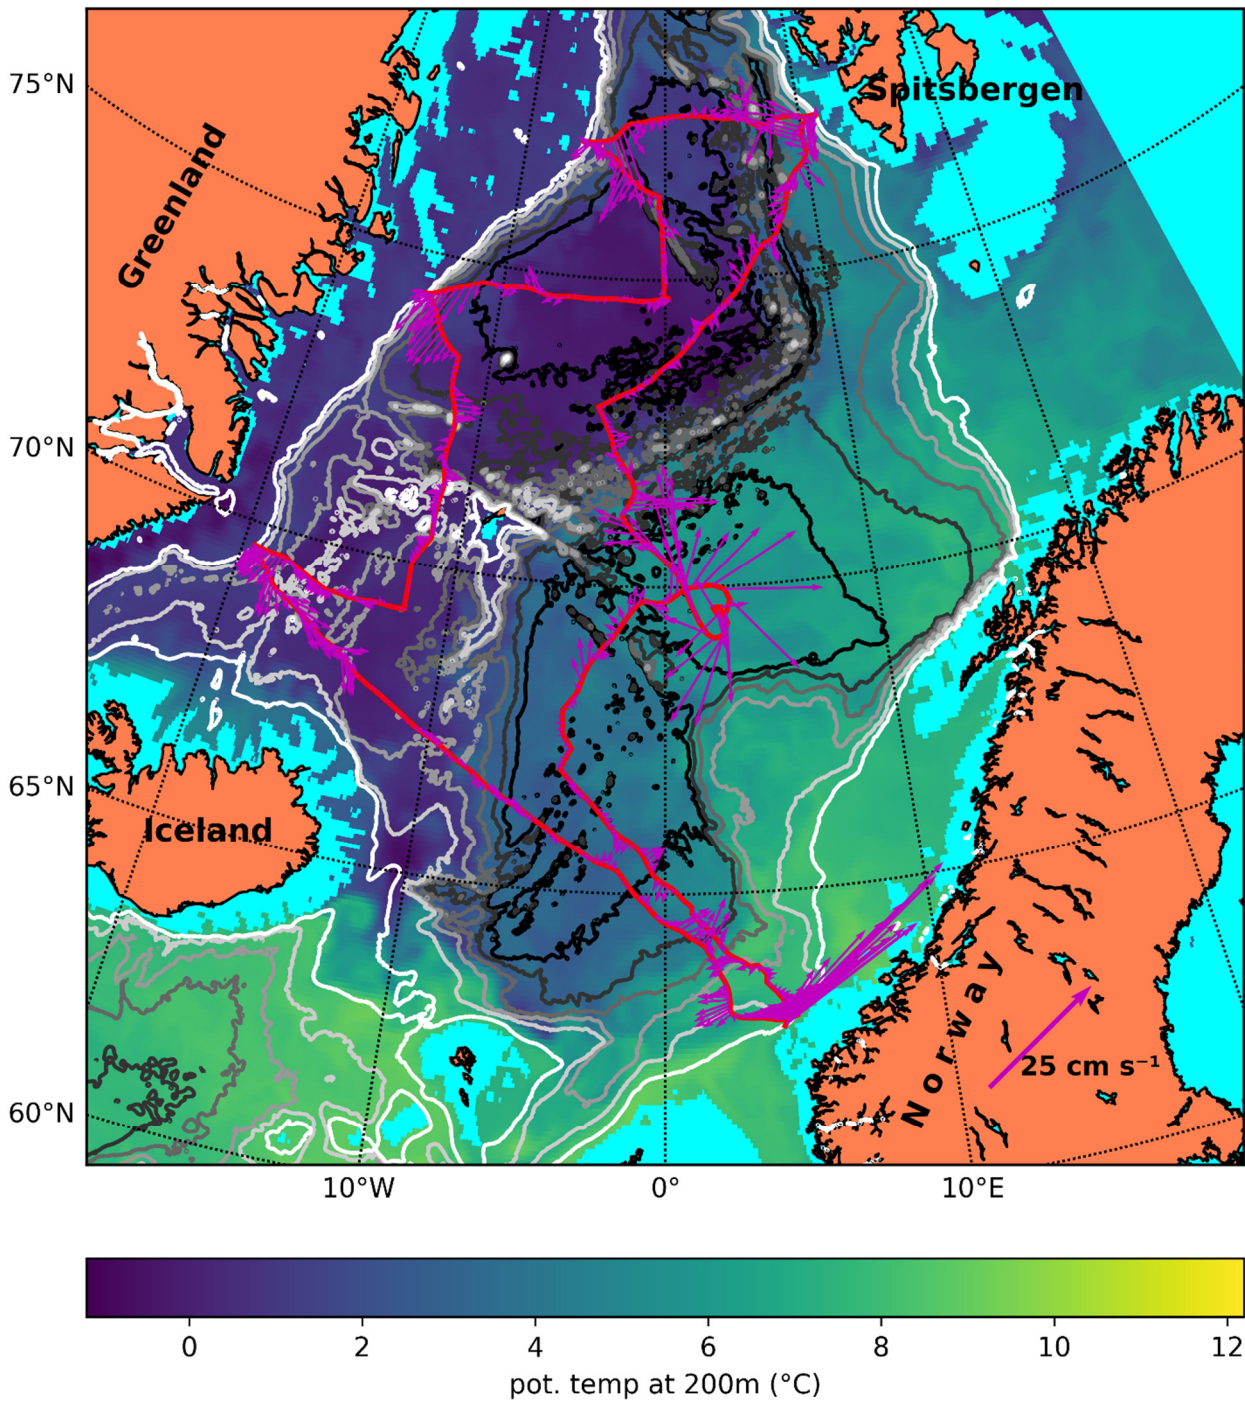 75°N
Spitsbergen
Greenland
70°N
65°N
Iceland
Norway
25 cm s⁻¹
60°N
10°W
0°
10°E
0
2
4
6
8
10
12
pot. temp at 200m (°C)